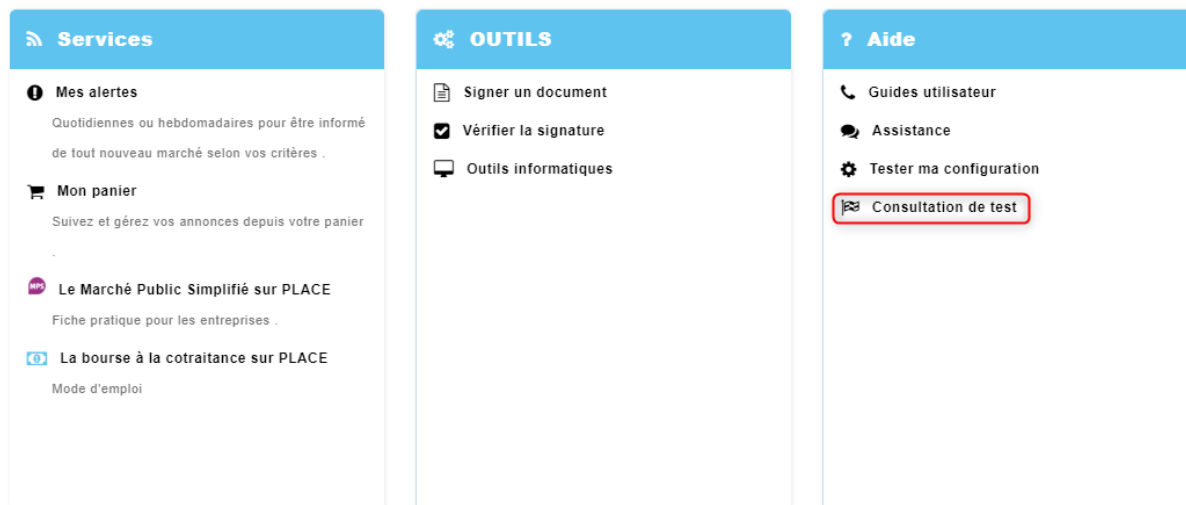 Services
Mes alertes
Quotidiennes ou hebdomadaires pour être informé
de tout nouveau marché selon vos critères .
Mon panier
Suivez et gérez vos annonces depuis votre panier
.
MPS
Le Marché Public Simplifié sur PLACE
Fiche pratique pour les entreprises .
La bourse à la cotraitance sur PLACE
Mode d'emploi
OUTILS
Signer un document
Vérifier la signature
Outils informatiques
? Aide
Guides utilisateur
Assistance
Tester ma configuration
Consultation de test